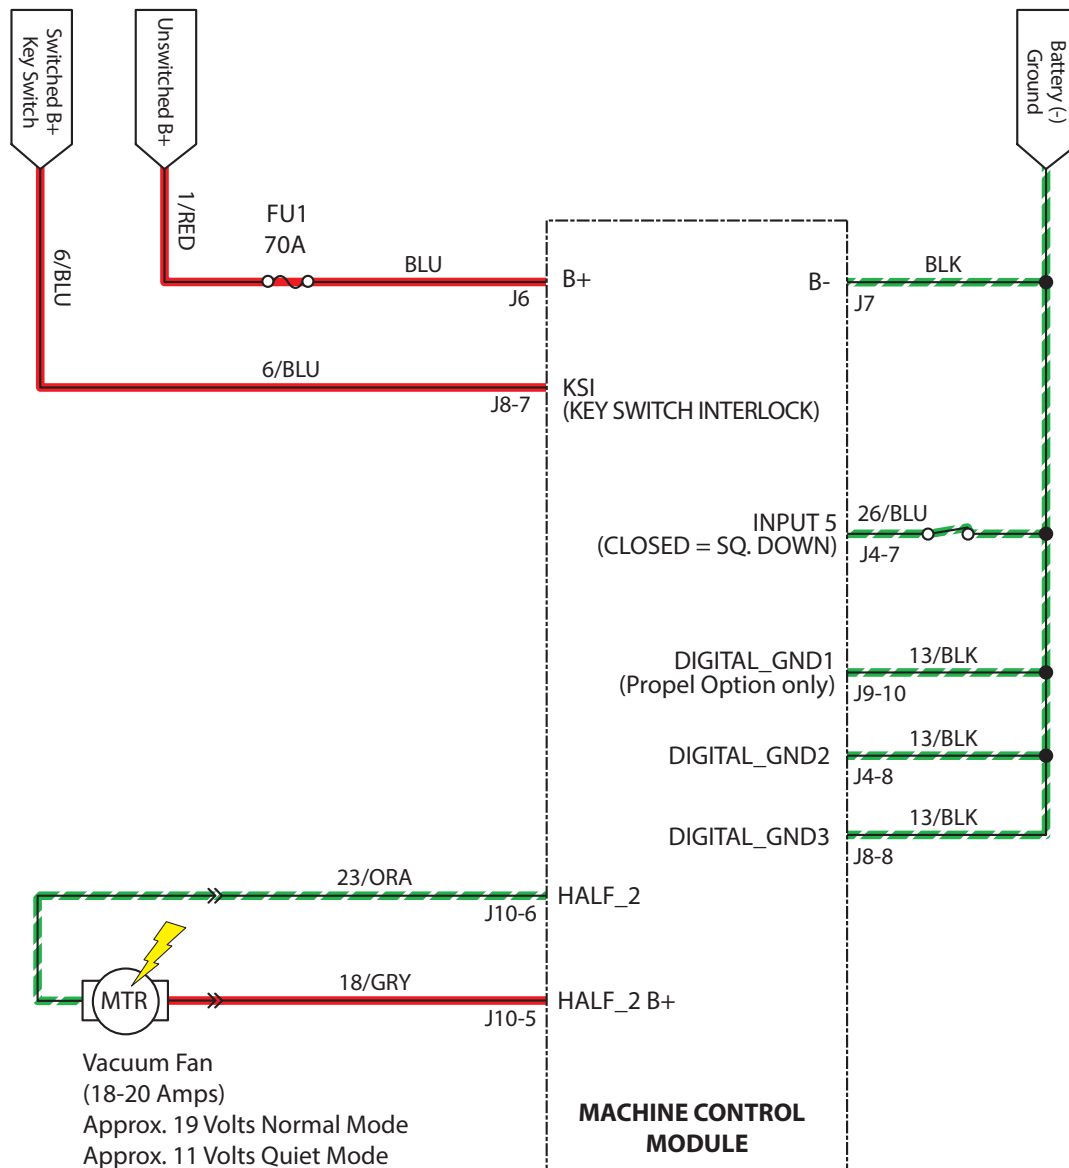 Switched B+
Key Switch
Unswitched B+
Battery (-)
Ground
6/BLU
1/RED
FU1
70A
BLU
J6
B+
B-
BLK
J7
6/BLU
J8-7
KSI
(KEY SWITCH INTERLOCK)
INPUT 5
(CLOSED = SQ. DOWN)
26/BLU
J4-7
DIGITAL_GND1
(Propel Option only)
13/BLK
J9-10
DIGITAL_GND2
13/BLK
J4-8
DIGITAL_GND3
13/BLK
J8-8
23/ORA
J10-6
HALF_2
MTR
18/GRY
J10-5
HALF_2 B+
Vacuum Fan
(18-20 Amps)
Approx. 19 Volts Normal Mode
Approx. 11 Volts Quiet Mode
MACHINE CONTROL
MODULE